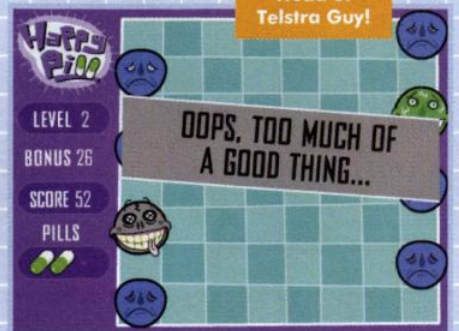 Telstra Guy!
Happy
Pill
LEVEL 2
BONUS 26
SCORE 52
PILLS
OOPS, TOO MUCH OF
A GOOD THING...